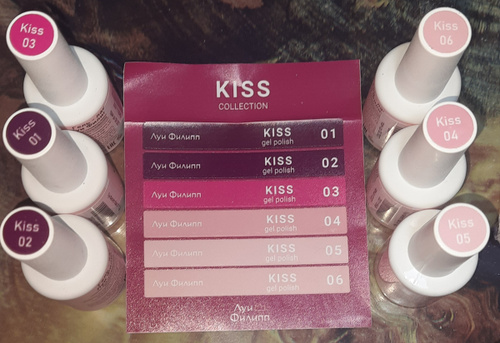 Kiss
03
Kiss
06
Kiss
01
Kiss
04
Kiss
02
Kiss
05
KISS
COLLECTION
Луи Филипп KISS 01
gel polish
Луи Филипп KISS 02
gel polish
Луи Филипп KISS 03
gel polish
Луи Филипп KISS 04
gel polish
Луи Филипп KISS 05
gel polish
Луи Филипп KISS 06
gel polish
Луи
Филипп